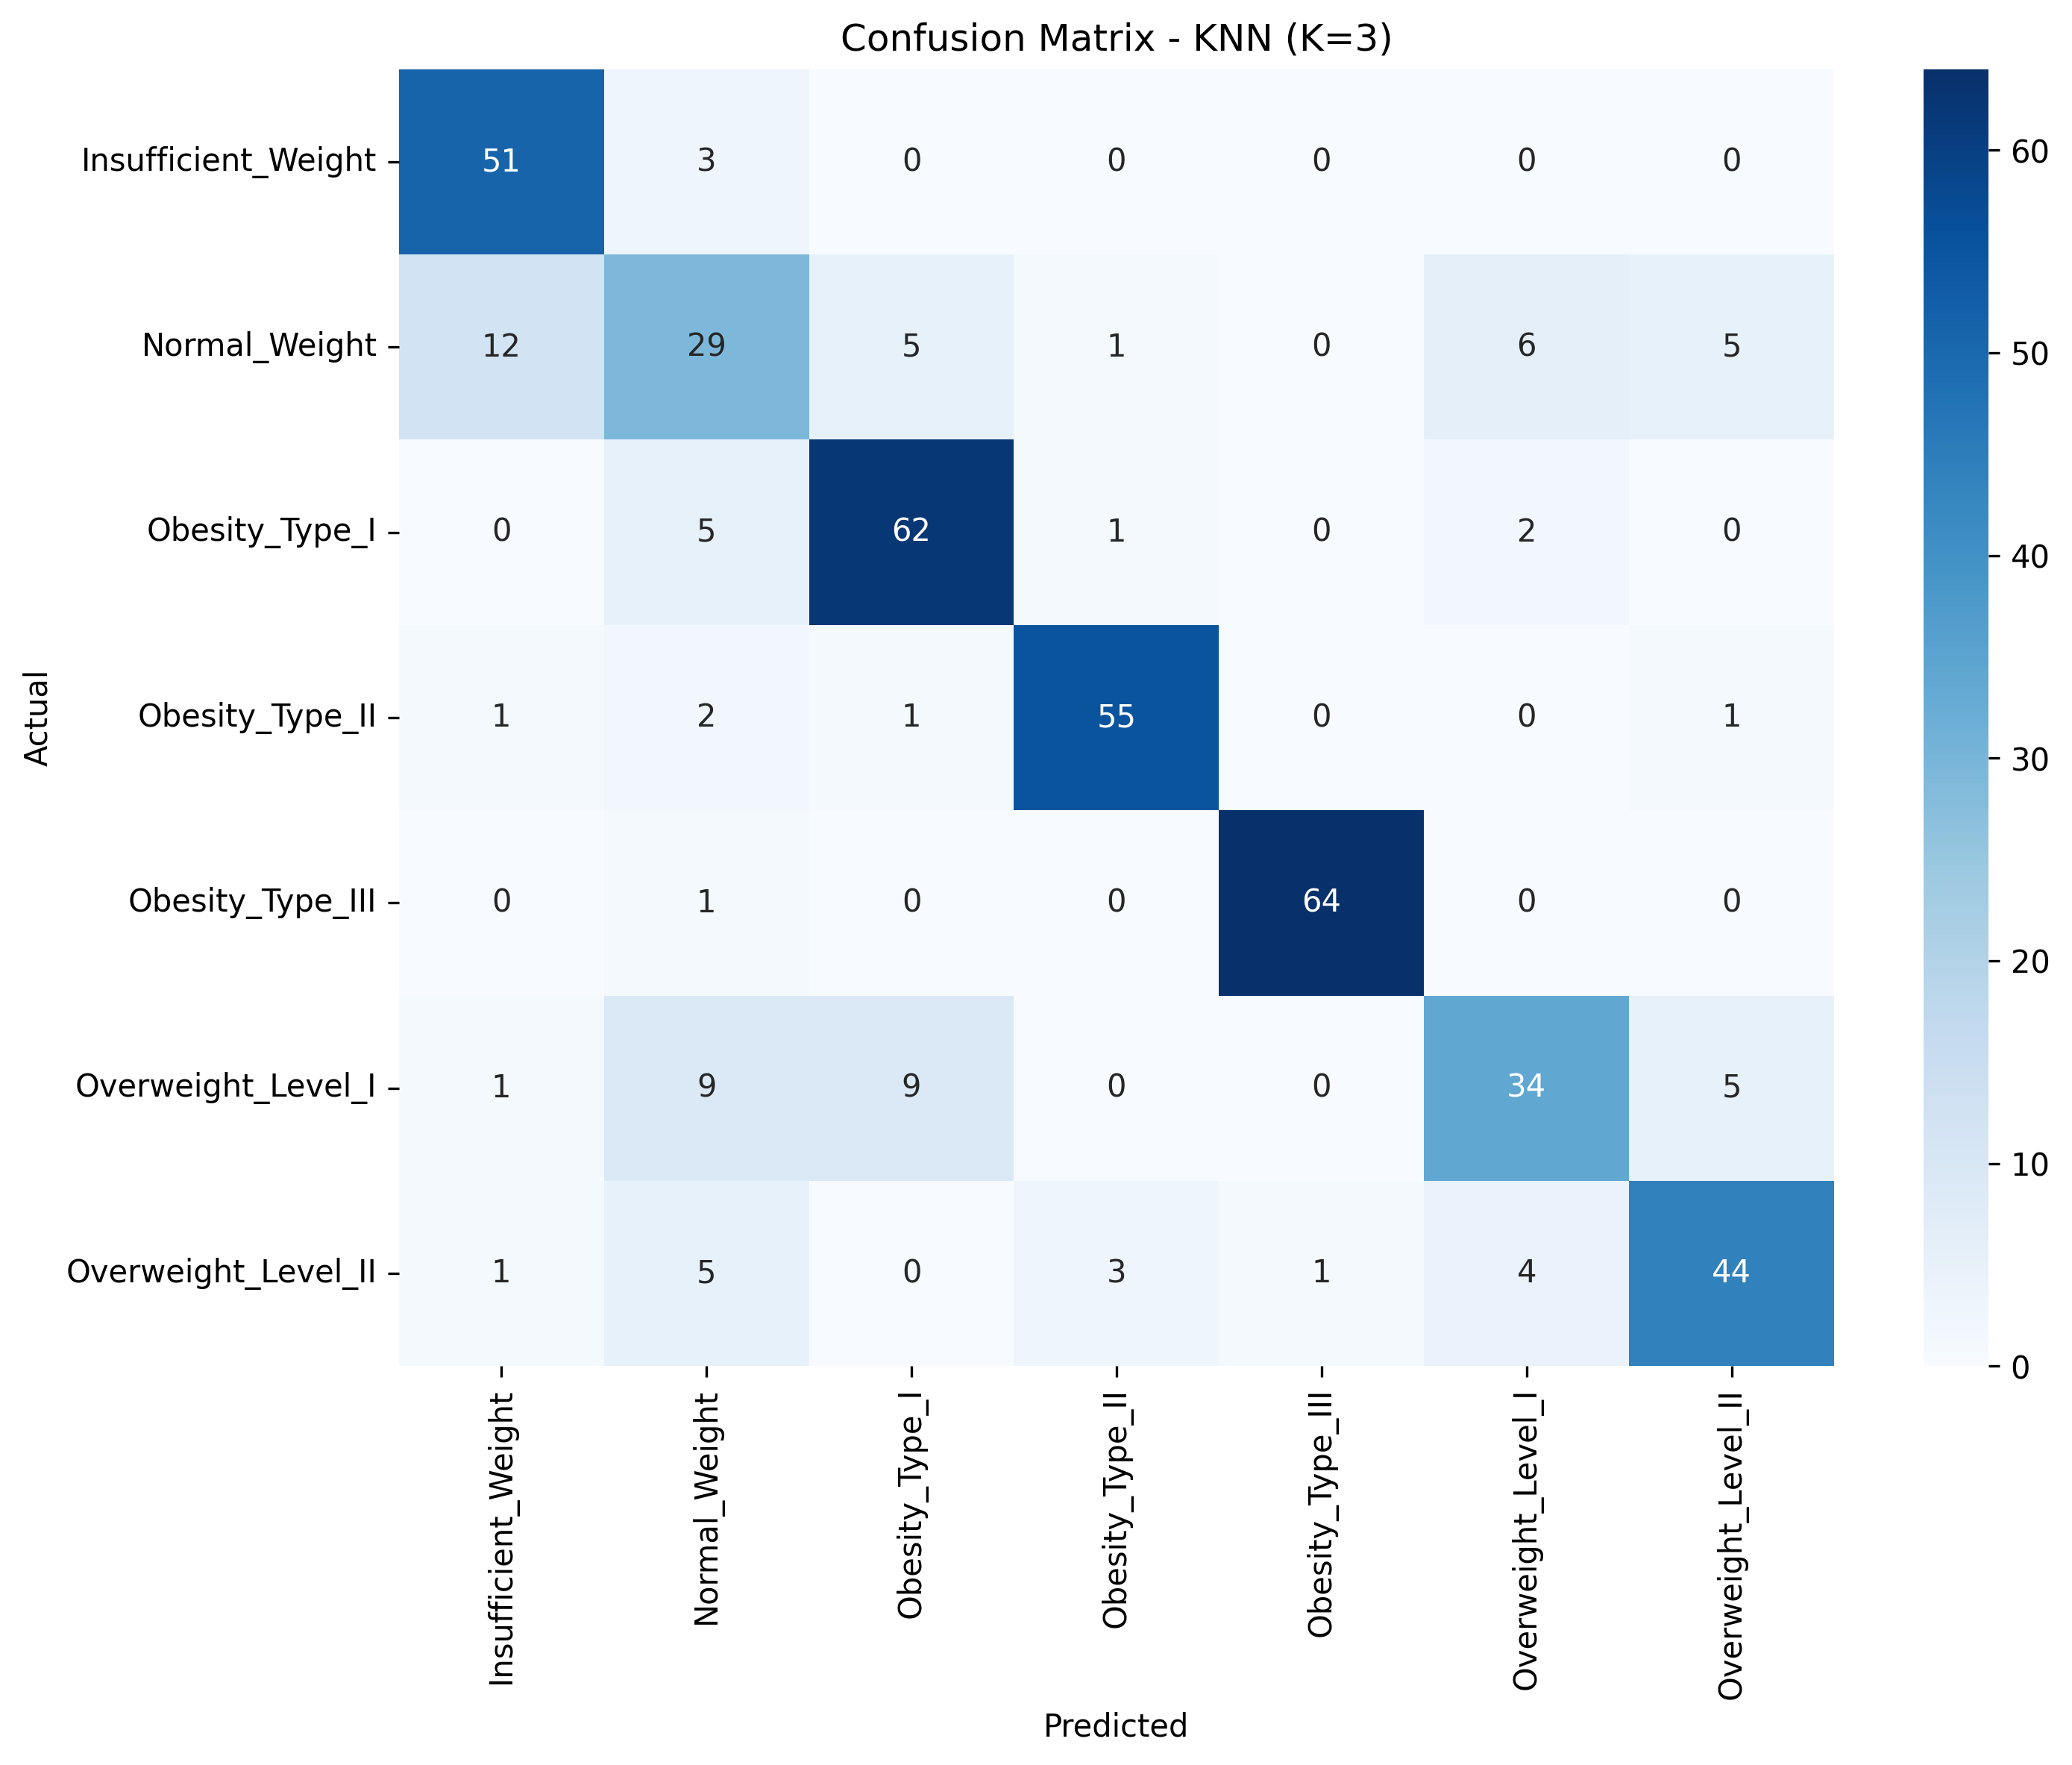 Confusion Matrix - KNN (K=3)
Actual
Insufficient_Weight 51 3 0 0 0 0 0
Normal_Weight 12 29 5 1 0 6 5
Obesity_Type_I 0 5 62 1 0 2 0
Obesity_Type_II 1 2 1 55 0 0 1
Obesity_Type_III 0 1 0 0 64 0 0
Overweight_Level_I 1 9 9 0 0 34 5
Overweight_Level_II 1 5 0 3 1 4 44
Insufficient_Weight
Normal_Weight
Obesity_Type_I
Obesity_Type_II
Obesity_Type_III
Overweight_Level_I
Overweight_Level_II
Predicted
60
50
40
30
20
10
0